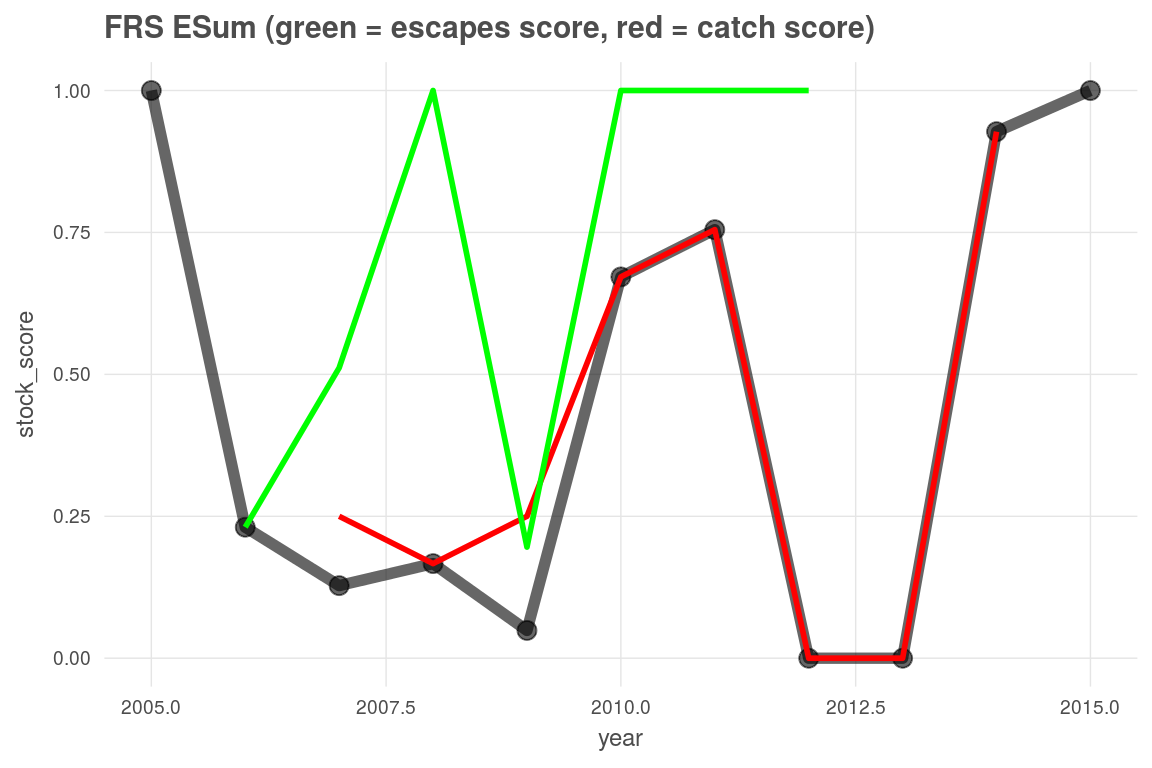 FRS ESum (green = escapes score, red = catch score)
1.00
0.75
0.50
0.25
0.00
stock_score
2005.0 2007.5 2010.0 2012.5 2015.0
year